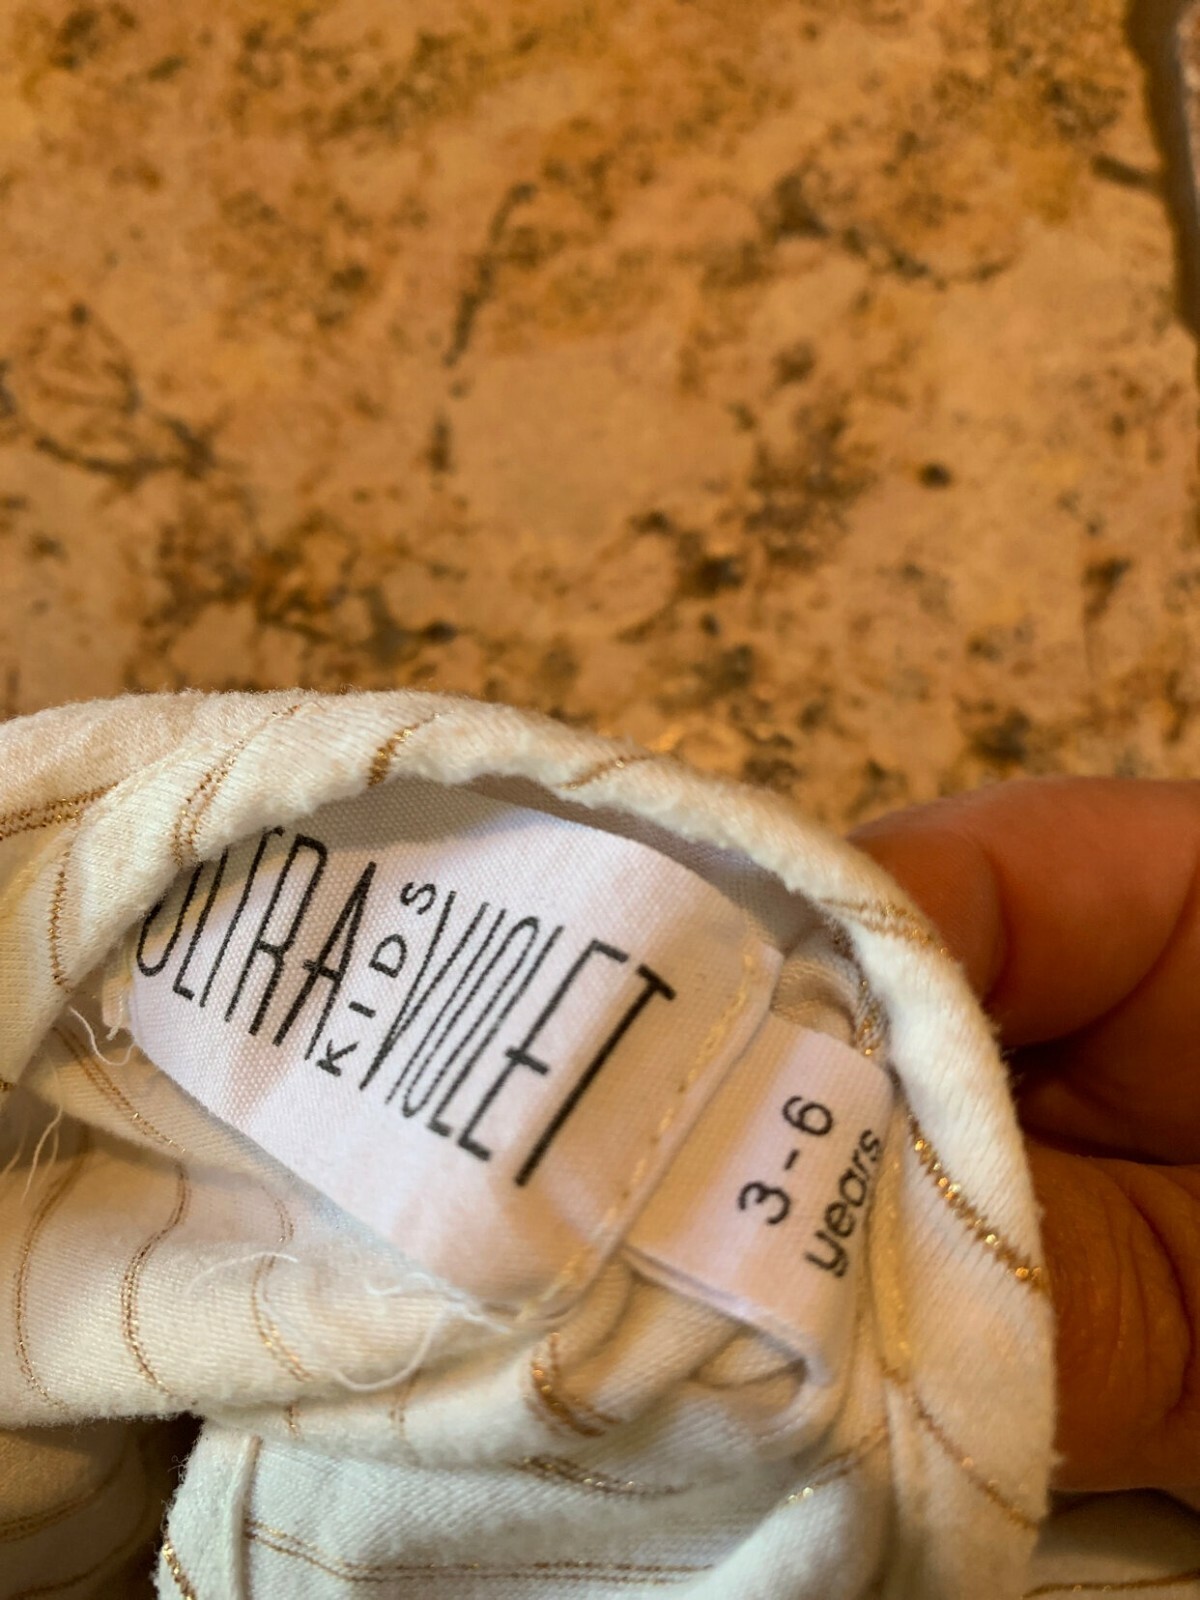 ULTRA KIDS VIOLET
3-6
years